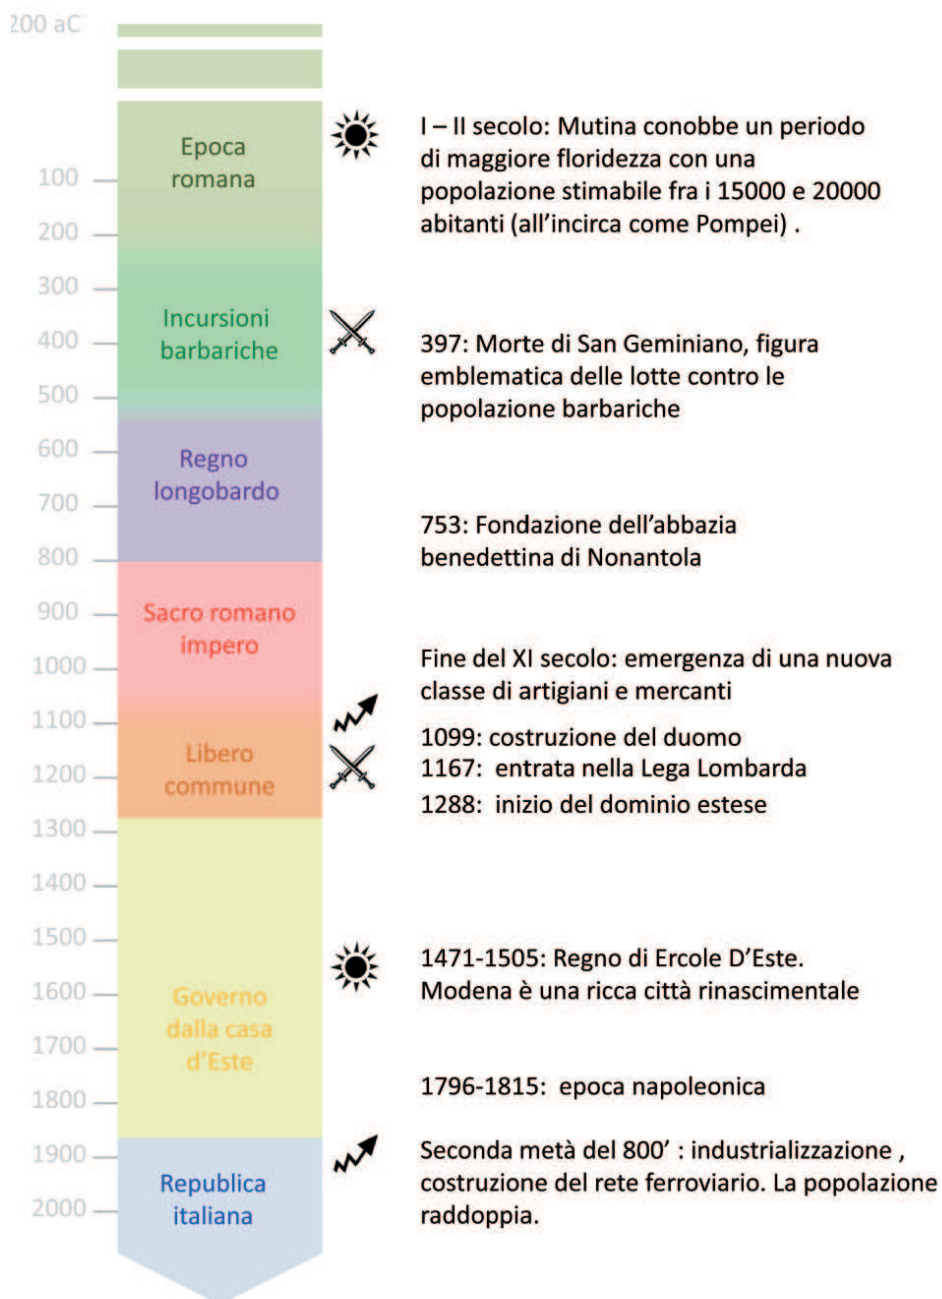 200 aC
Epoca
romana
I – II secolo: Mutina conobbe un periodo
di maggiore floridezza con una
popolazione stimabile fra i 15000 e 20000
abitanti (all'incirca come Pompei) .
100
200
300
Incursioni
barbariche
400
397: Morte di San Geminiano, figura
emblematica delle lotte contro le
popolazione barbariche
500
600
Regno
longobardo
700
753: Fondazione dell'abbazia
benedettina di Nonantola
800
900
Sacro romano
impero
1000
Fine del XI secolo: emergenza di una nuova
classe di artigiani e mercanti
1100
1099: costruzione del duomo
Libero
commune
1167: entrata nella Lega Lombarda
1200
1288: inizio del dominio estese
1300
1400
1500
1471-1505: Regno di Ercole D'Este.
Modena è una ricca città rinascimentale
1600
Governo
dalla casa
d'Este
1700
1796-1815: epoca napoleonica
1800
1900
Seconda metà del 800' : industrializzazione ,
costruzione del rete ferroviario. La popolazione
raddoppia.
Republica
italiana
2000